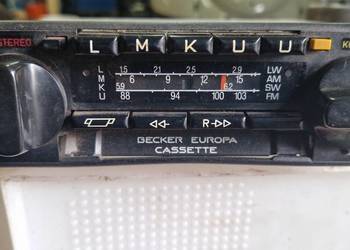 STEREO
L M K U U
L 1.5 2.1 2.5 2.9 LW
M 6 8 12 15 AM
K 5.9 6.2 SW
U 88 94 100 103 FM
◁◁ R▷▷
BECKER EUROPA
CASSETTE